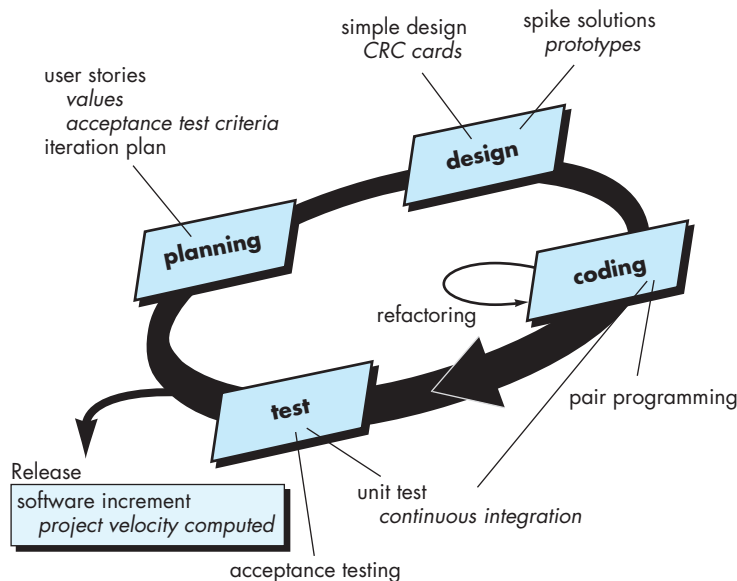 simple design
CRC cards
spike solutions
prototypes
user stories
values
acceptance test criteria
iteration plan
design
planning
coding
refactoring
pair programming
test
Release
software increment
project velocity computed
unit test
continuous integration
acceptance testing